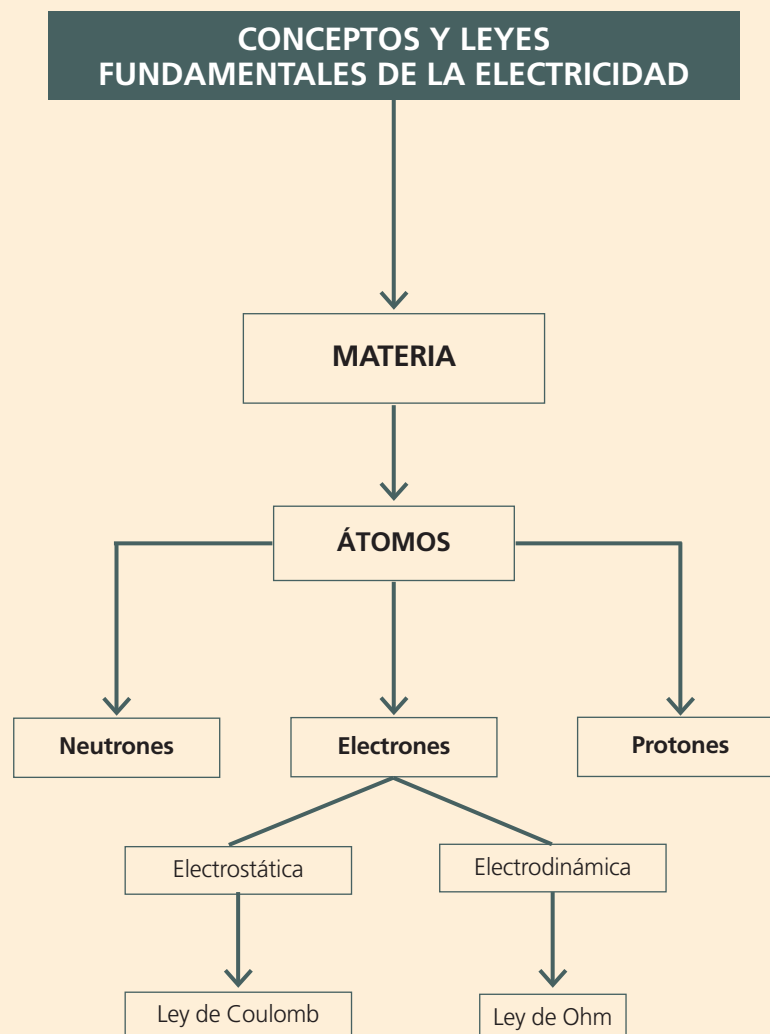 CONCEPTOS Y LEYES
FUNDAMENTALES DE LA ELECTRICIDAD
MATERIA
ÁTOMOS
Neutrones
Electrones
Protones
Electrostática
Electrodinámica
Ley de Coulomb
Ley de Ohm